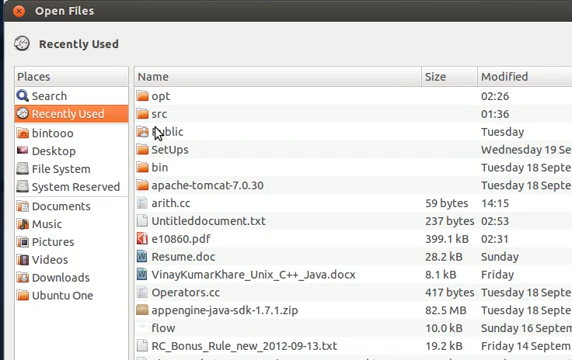 Open Files
Recently Used
Places
Name Size Modified
Search
opt 02:26
Recently Used
src 01:36
bintooo
Public Tuesday
Desktop
SetUps Wednesday 19 Se
File System
bin Tuesday 18 Septe
System Reserved
apache-tomcat-7.0.30 Tuesday 18 Septe
Documents
arith.cc 59 bytes 14:15
Music
Untitleddocument.txt 237 bytes 02:53
Pictures
e10860.pdf 399.1 kB 02:31
Videos
Resume.doc 28.2 kB Sunday
Downloads
VinayKumarKhare_Unix_C++_Java.docx 8.1 kB Friday
Ubuntu One
Operators.cc 417 bytes Tuesday 18 Septe
appengine-java-sdk-1.7.1.zip 82.5 MB Tuesday 18 Septe
flow 10.0 kB Sunday 16 Septem
RC_Bonus_Rule_new_2012-09-13.txt 19.2 kB Friday 14 Septem